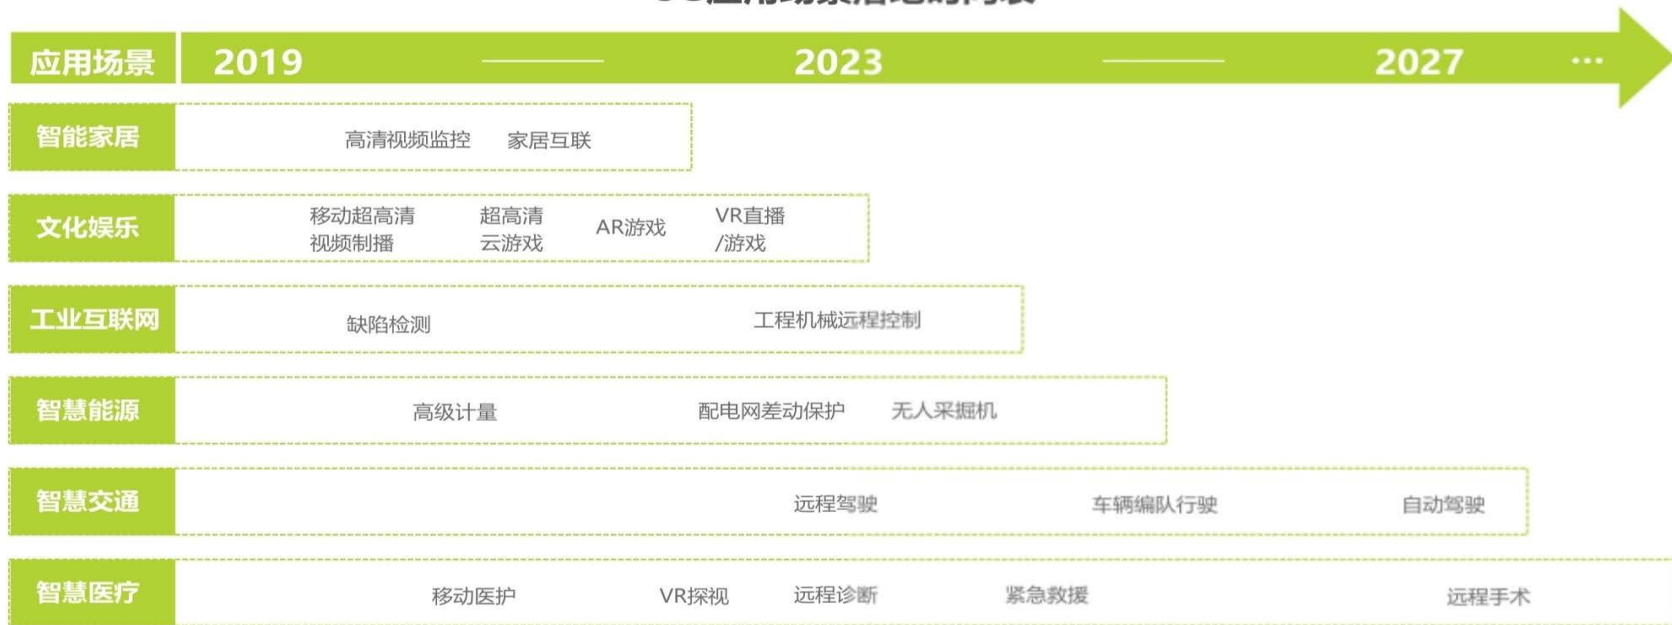 应用场景 2019 2023 2027 ...
智能家居 高清视频监控 家居互联
文化娱乐 移动超高清 超高清 AR游戏 VR直播
视频制播 云游戏 /游戏
工业互联网 缺陷检测 工程机械远程控制
智慧能源 高级计量 配电网差动保护 无人采掘机
智慧交通 远程驾驶 车辆编队行驶 自动驾驶
智慧医疗 移动医护 VR探视 远程诊断 紧急救援 远程手术